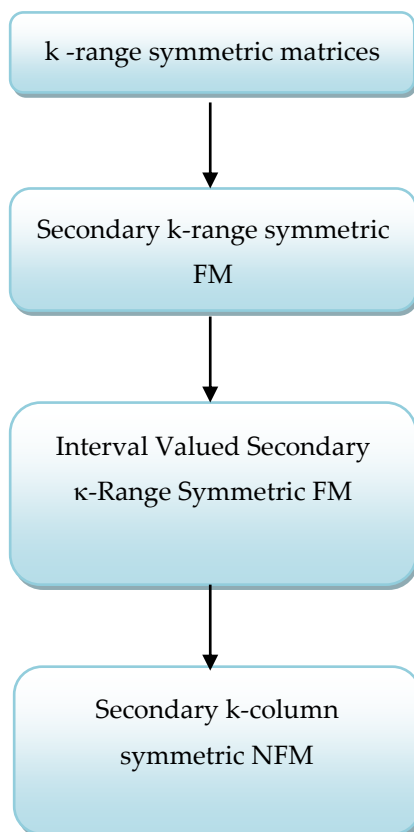 k -range symmetric matrices
Secondary k-range symmetric
FM
Interval Valued Secondary
κ-Range Symmetric FM
Secondary k-column
symmetric NFM